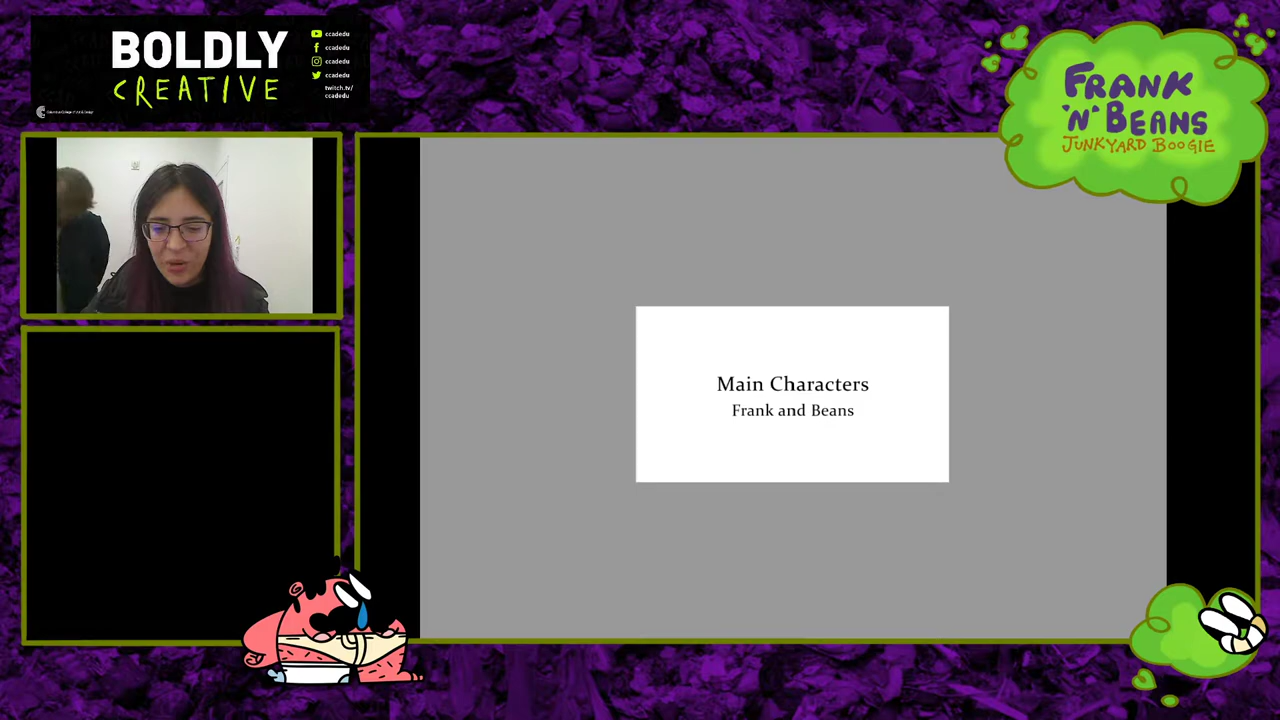 BOLDLY
CREATIVE
ccadedu
ccadedu
ccadedu
ccadedu
twitch.tv/
ccadedu
FRANK
'N' BEANS
JUNKYARD BOOGIE
Main Characters
Frank and Beans